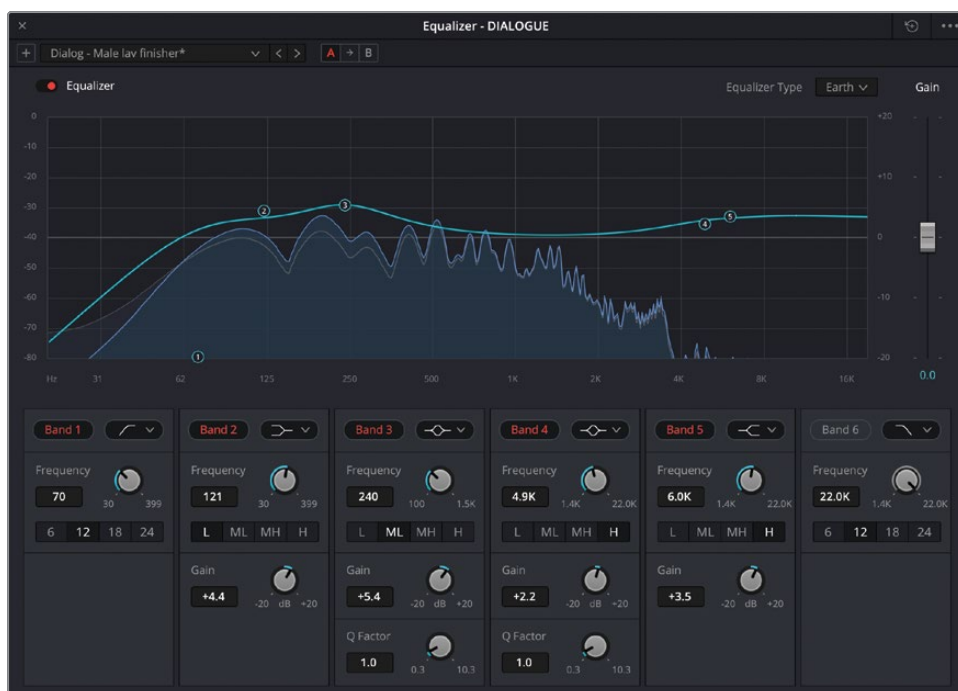 Equalizer - DIALOGUE
Dialog - Male lav finisher*
A B
Equalizer
Equalizer Type Earth Gain
0 +20
-10
-20 +10
-30
-40 0
-50
-60 -10
-70
-80 -20
Hz 31 62 125 250 500 1K 2K 4K 8K 16K 0.0
1 2 3 4 5
Band 1 Band 2 Band 3 Band 4 Band 5 Band 6
Frequency Frequency Frequency Frequency Frequency Frequency
70 30 399 121 30 399 240 100 1.5K 4.9K 1.4K 22.0K 6.0K 1.4K 22.0K 22.0K 1.4K 22.0K
6 12 18 24 L ML MH H L ML MH H L ML MH H L ML MH H 6 12 18 24
Gain Gain Gain Gain
+4.4 -20 dB +20 +5.4 -20 dB +20 +2.2 -20 dB +20 +3.5 -20 dB +20
Q Factor Q Factor
1.0 0.3 10.3 1.0 0.3 10.3